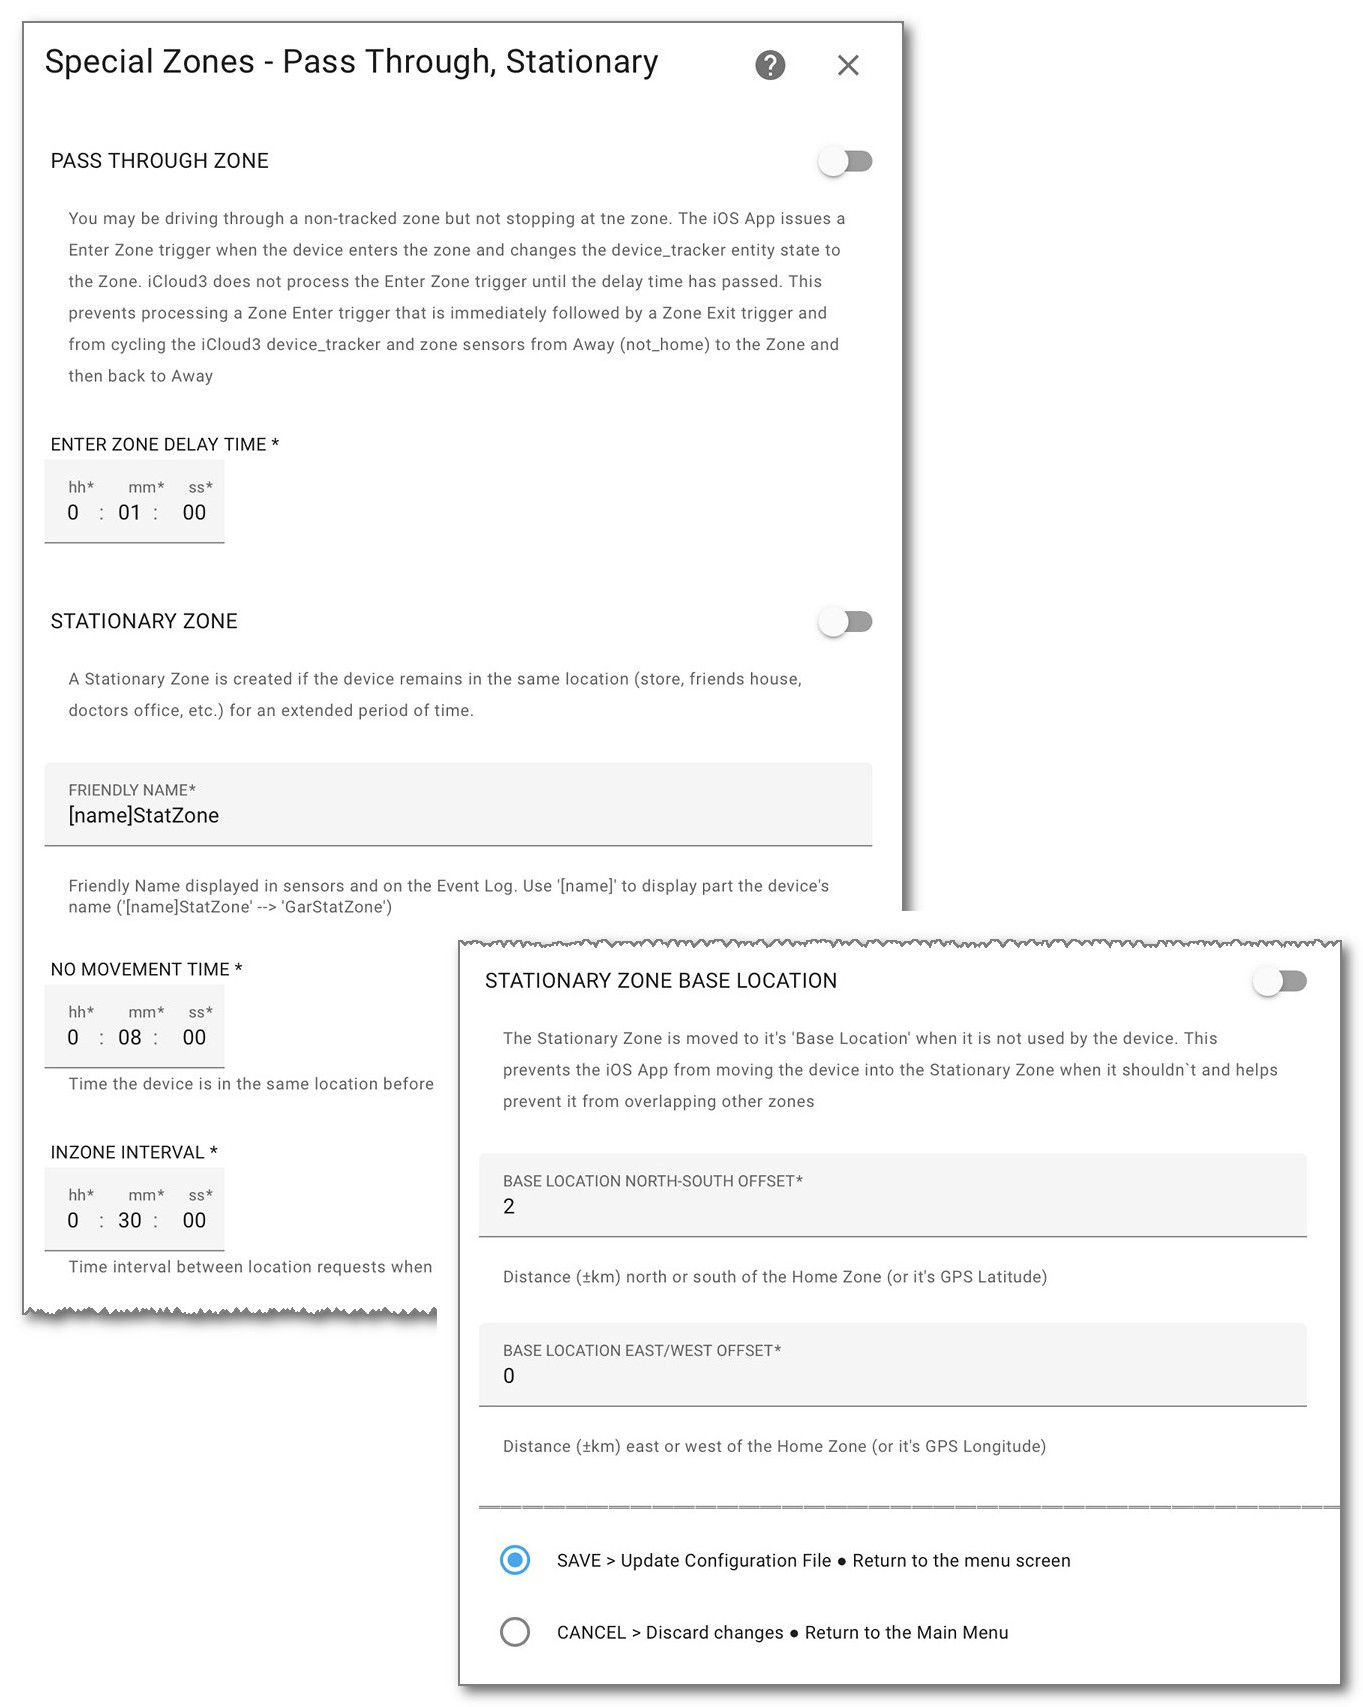 Special Zones - Pass Through, Stationary
PASS THROUGH ZONE
You may be driving through a non-tracked zone but not stopping at tne zone. The iOS App issues a
Enter Zone trigger when the device enters the zone and changes the device_tracker entity state to
the Zone. iCloud3 does not process the Enter Zone trigger until the delay time has passed. This
prevents processing a Zone Enter trigger that is immediately followed by a Zone Exit trigger and
from cycling the iCloud3 device_tracker and zone sensors from Away (not_home) to the Zone and
then back to Away
ENTER ZONE DELAY TIME *
hh* mm* ss*
0 : 01 : 00
STATIONARY ZONE
A Stationary Zone is created if the device remains in the same location (store, friends house,
doctors office, etc.) for an extended period of time.
FRIENDLY NAME*
[name]StatZone
Friendly Name displayed in sensors and on the Event Log. Use '[name]' to display part the device's
name ('[name]StatZone' --> 'GarStatZone')
NO MOVEMENT TIME *
hh* mm* ss*
0 : 08 : 00
Time the device is in the same location before
INZONE INTERVAL *
hh* mm* ss*
0 : 30 : 00
Time interval between location requests when
STATIONARY ZONE BASE LOCATION
The Stationary Zone is moved to it's 'Base Location' when it is not used by the device. This
prevents the iOS App from moving the device into the Stationary Zone when it shouldn`t and helps
prevent it from overlapping other zones
BASE LOCATION NORTH-SOUTH OFFSET*
2
Distance (±km) north or south of the Home Zone (or it's GPS Latitude)
BASE LOCATION EAST/WEST OFFSET*
0
Distance (±km) east or west of the Home Zone (or it's GPS Longitude)
SAVE > Update Configuration File ● Return to the menu screen
CANCEL > Discard changes ● Return to the Main Menu